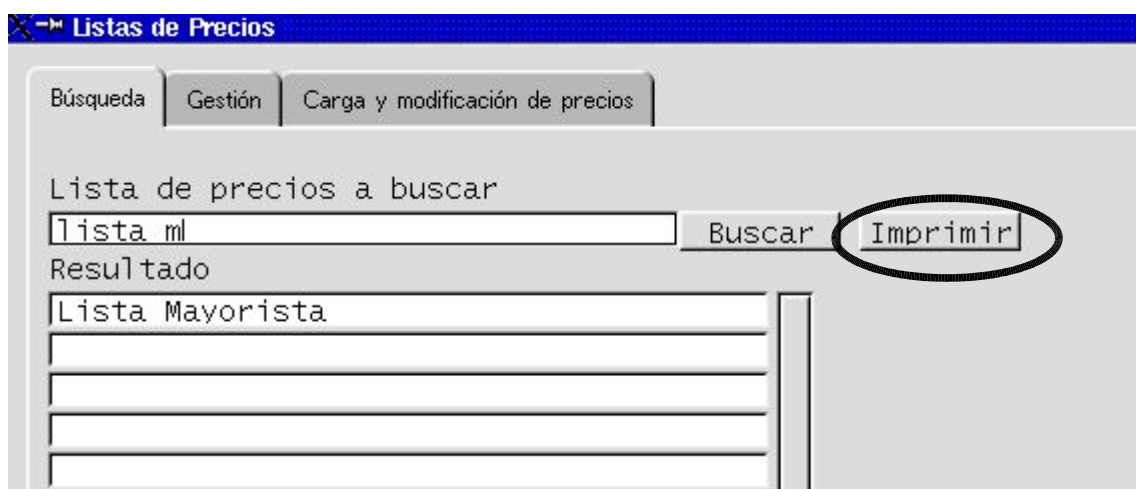 Listas de Precios
Búsqueda Gestión Carga y modificación de precios
Lista de precios a buscar
lista m Buscar Imprimir
Resultado
Lista Mayorista